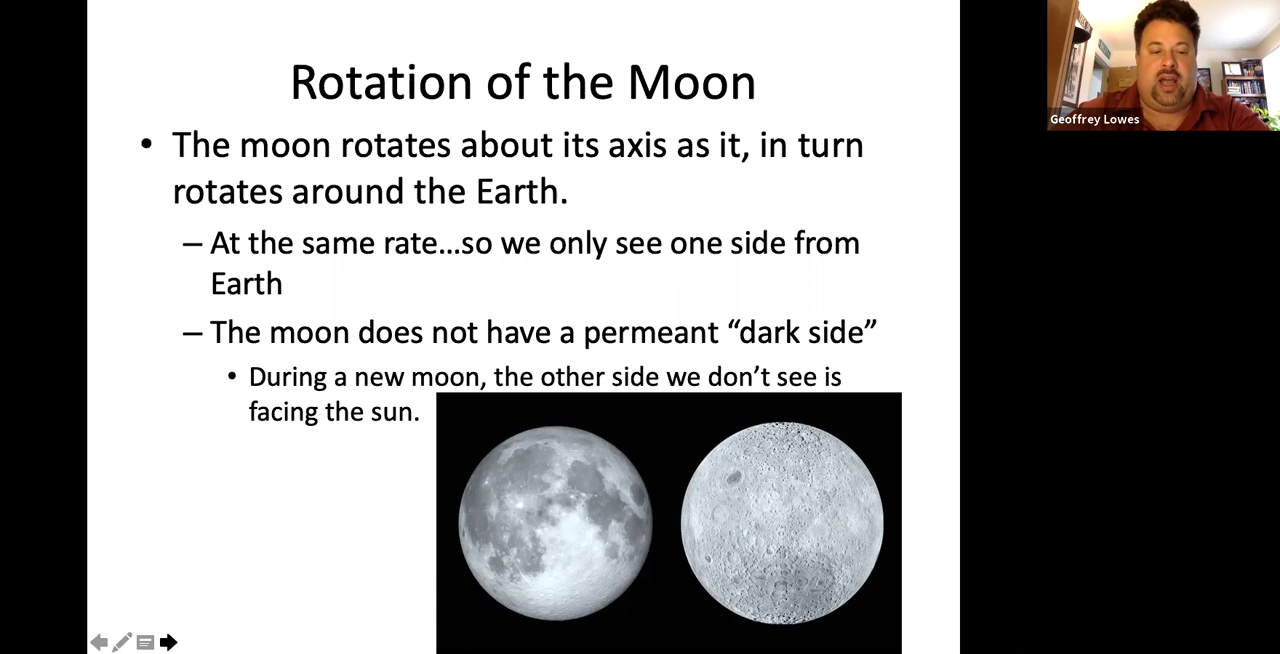 Rotation of the Moon
• The moon rotates about its axis as it, in turn
rotates around the Earth.
– At the same rate...so we only see one side from
Earth
– The moon does not have a permeant “dark side”
• During a new moon, the other side we don’t see is
facing the sun.
Geoffrey Lowes